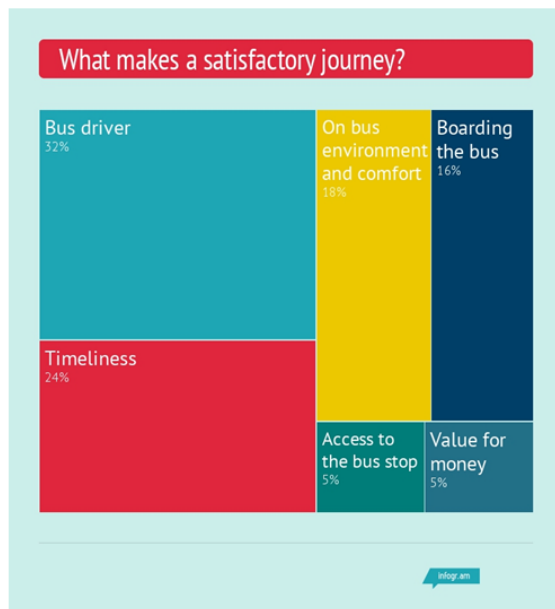 What makes a satisfactory journey?
Bus driver
32%
Timeliness
24%
On bus
environment
and comfort
18%
Boarding
the bus
16%
Access to
the bus stop
5%
Value for
money
5%
infogr.am